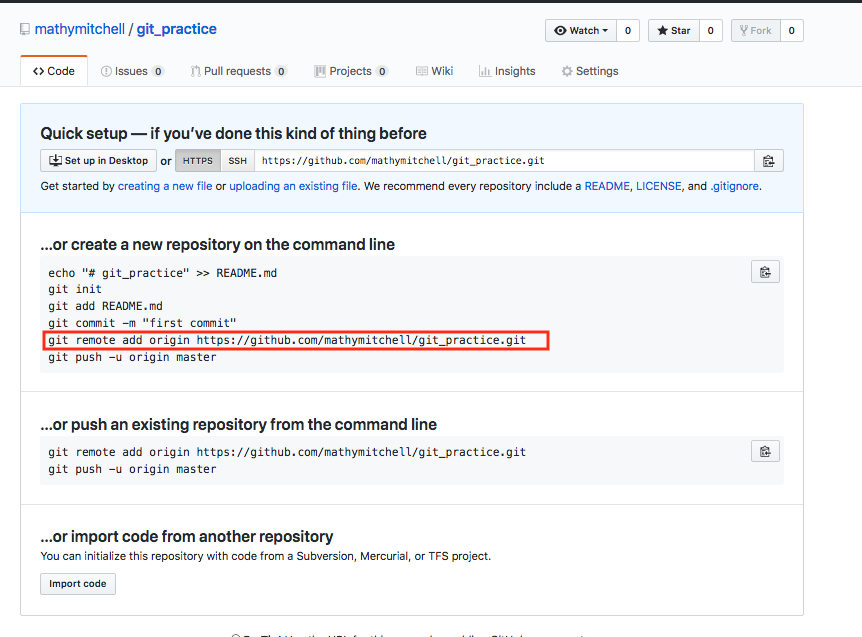 mathymitchell / git_practice
Watch 0 Star 0 Fork 0
Code Issues 0 Pull requests 0 Projects 0 Wiki Insights Settings
Quick setup — if you’ve done this kind of thing before
Set up in Desktop or HTTPS SSH https://github.com/mathymitchell/git_practice.git
Get started by creating a new file or uploading an existing file. We recommend every repository include a README, LICENSE, and .gitignore.
…or create a new repository on the command line
echo "# git_practice" >> README.md
git init
git add README.md
git commit -m "first commit"
git remote add origin https://github.com/mathymitchell/git_practice.git
git push -u origin master
…or push an existing repository from the command line
git remote add origin https://github.com/mathymitchell/git_practice.git
git push -u origin master
…or import code from another repository
You can initialize this repository with code from a Subversion, Mercurial, or TFS project.
Import code